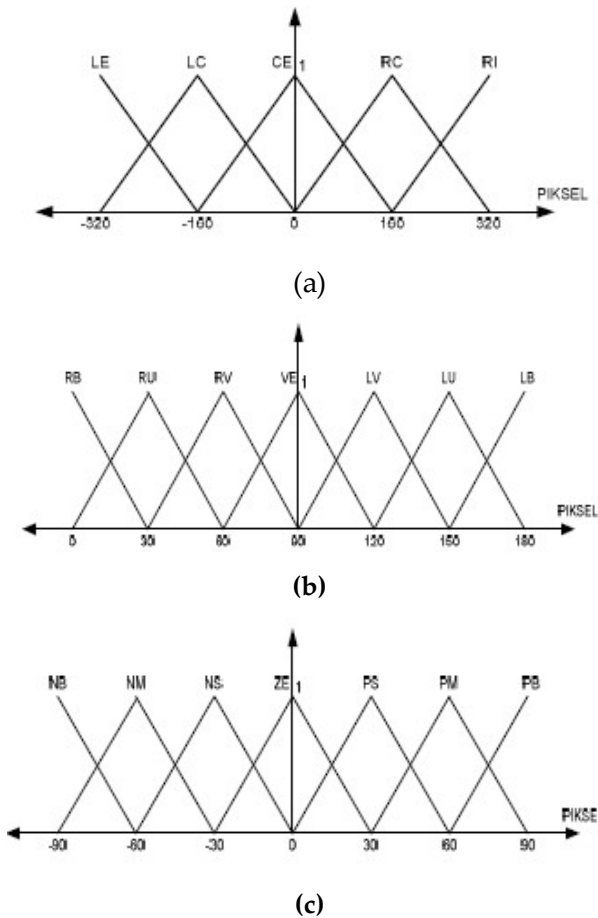 LE LC CE 1 RC RI
PIKSEL
-320 -160 0 160 320
(a)
RB RU RV VE 1 LV LU LB
PIKSEL
0 30 60 90 120 150 180
(b)
NB NM NS ZE 1 PS PM PB
PIKSE
-90 -60 -30 0 30 60 90
(c)